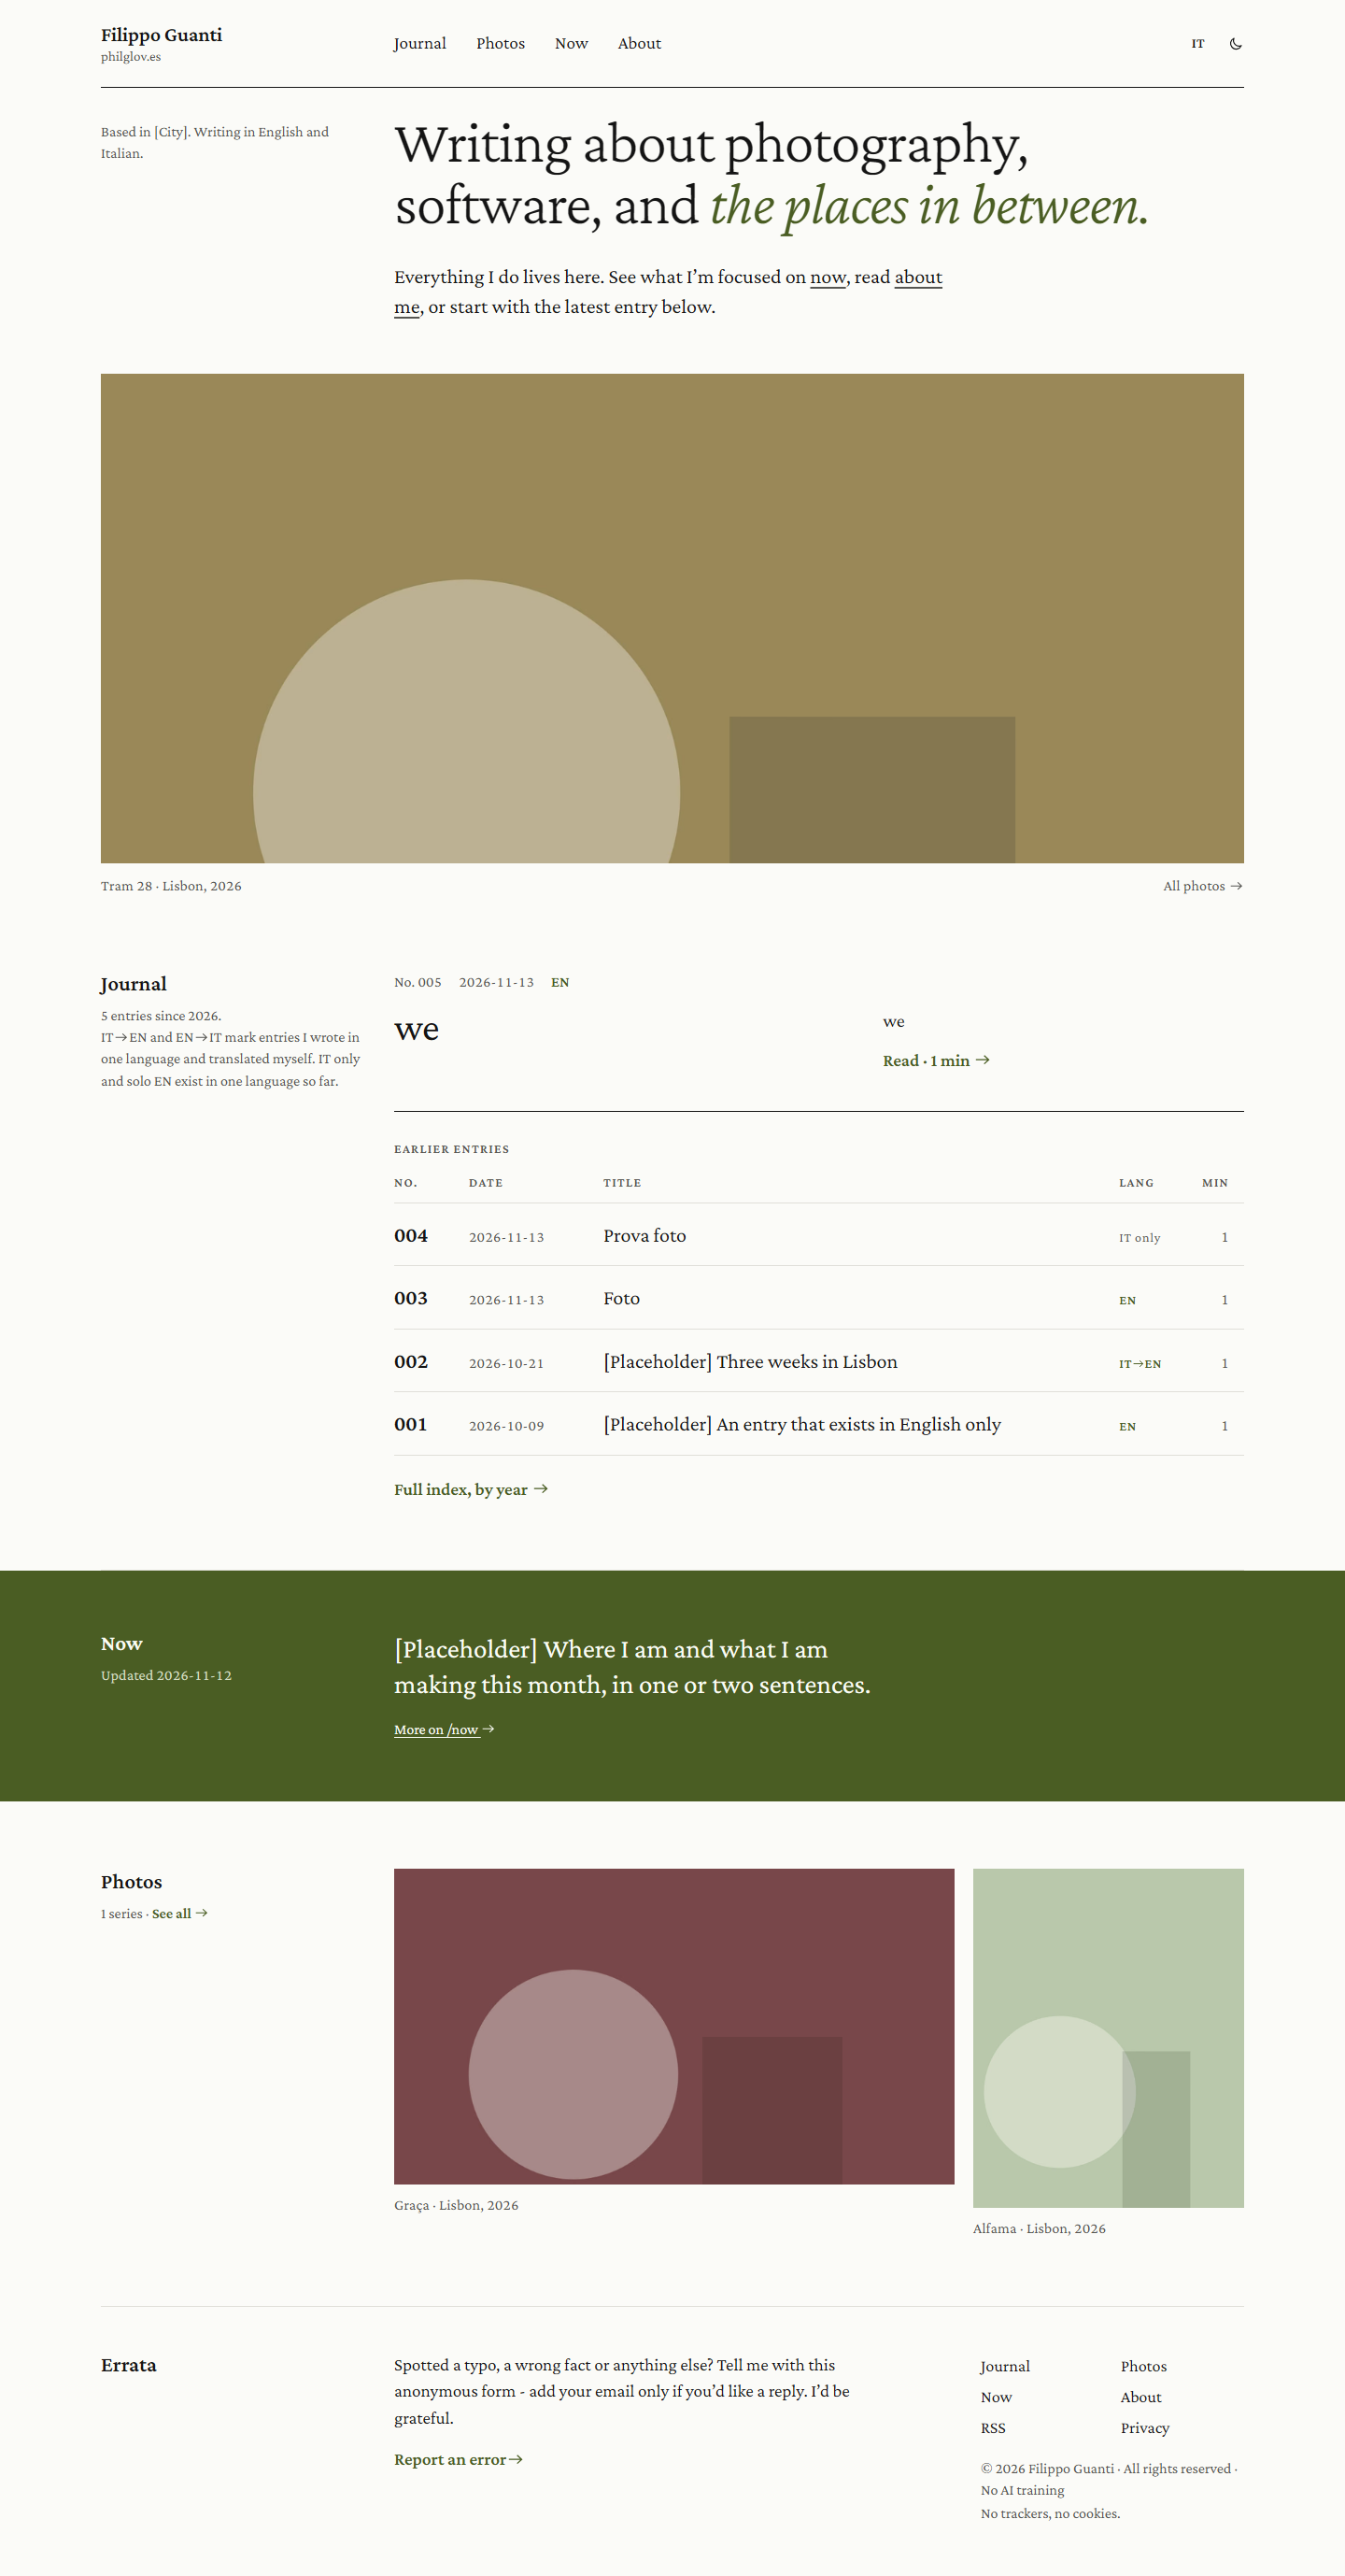 Filippo Guanti
philglov.es
Journal Photos Now About
IT
Based in [City]. Writing in English and
Italian.
Writing about photography,
software, and the places in between.
Everything I do lives here. See what I’m focused on now, read about
me, or start with the latest entry below.
Tram 28 · Lisbon, 2026
All photos →
Journal
5 entries since 2026.
IT→EN and EN→IT mark entries I wrote in
one language and translated myself. IT only
and solo EN exist in one language so far.
No. 005 2026-11-13 EN
we
we
Read · 1 min →
EARLIER ENTRIES
NO. DATE TITLE LANG MIN
004 2026-11-13 Prova foto IT only 1
003 2026-11-13 Foto EN 1
002 2026-10-21 [Placeholder] Three weeks in Lisbon IT→EN 1
001 2026-10-09 [Placeholder] An entry that exists in English only EN 1
Full index, by year →
Now
Updated 2026-11-12
[Placeholder] Where I am and what I am
making this month, in one or two sentences.
More on /now →
Photos
1 series · See all →
Graça · Lisbon, 2026
Alfama · Lisbon, 2026
Errata
Spotted a typo, a wrong fact or anything else? Tell me with this
anonymous form - add your email only if you’d like a reply. I’d be
grateful.
Report an error→
Journal Photos
Now About
RSS Privacy
© 2026 Filippo Guanti · All rights reserved ·
No AI training
No trackers, no cookies.